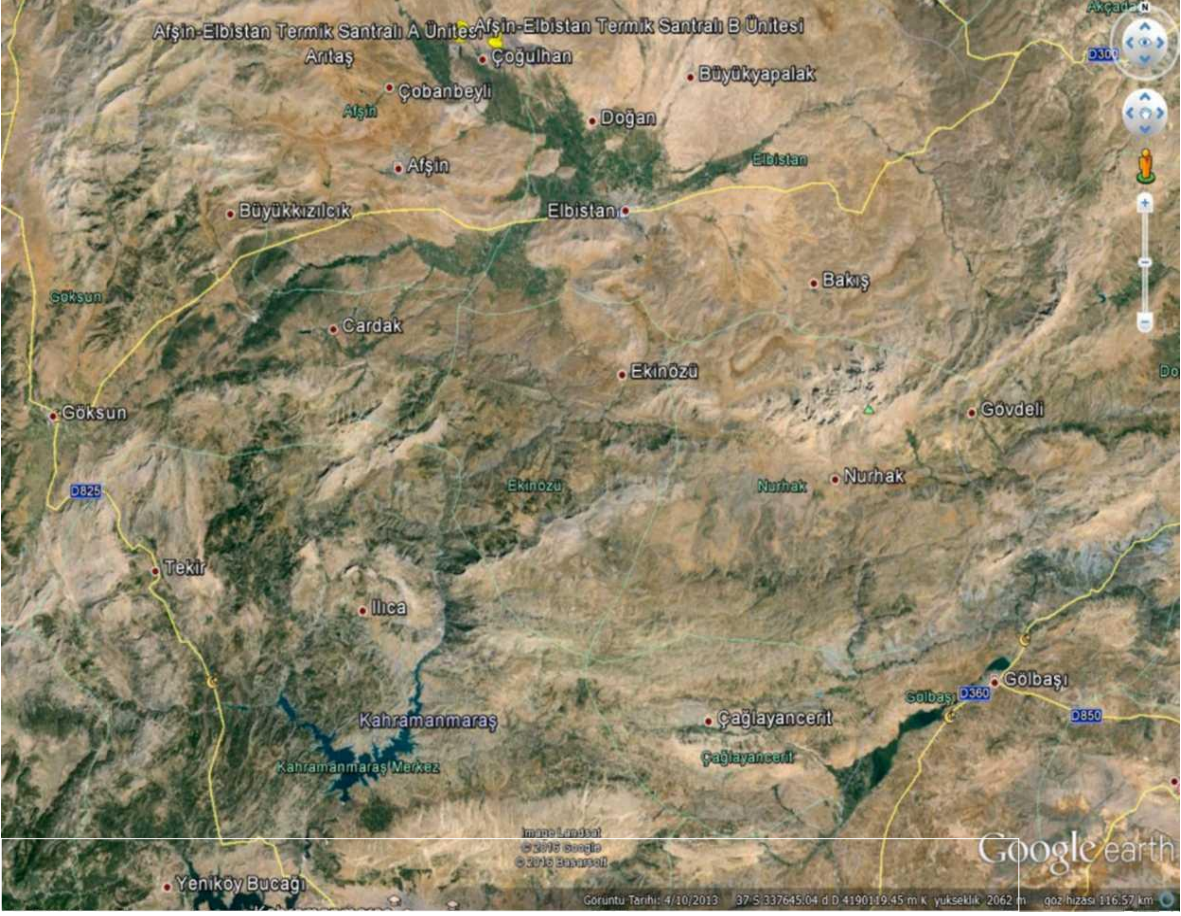 Akçada
N
Afşin-Elbistan Termik Santralı A Ünitesi
Afşin-Elbistan Termik Santralı B Ünitesi
D300
Arıtaş
Çoğulhan
Büyükyapalak
Çobanbeyli
Afşin
Doğan
Elbistan
Afşin
Büyükkızılcık
Elbistan
Bakış
Göksun
Cardak
Ekinözü
Do
Göksun
Gövdeli
Nurhak
D825
Ekinözü
Nurhak
Tekir
Ilıca
Gölbaşı
Gölbaşı
D360
D850
Kahramanmaraş
Çağlayancerit
Kahramanmaraş Merkez
Çağlayancerit
Image Landsat
© 2016 Google
© 2016 Basarsoft
Google earth
Yeniköy Bucağı
Görüntü Tarihi: 4/10/2013 37 S 337645.04 d D 4190119.45 m K yükseklik 2062 m göz hizası 116.57 km